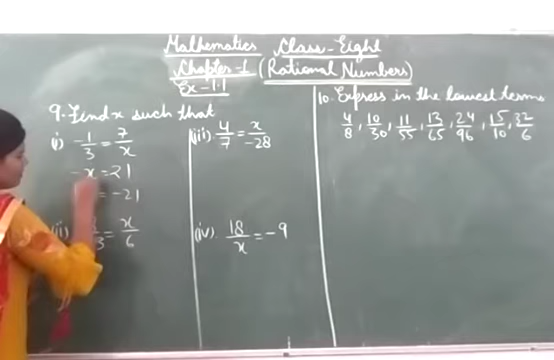 Mathematics Class-Eight
Chapter-1 (Rational Numbers)
Ex-1.1
9. Find x such that
(i) -1/3 = 7/x
-x = 21
= -21
(ii) = x/6
(iii) 4/7 = x/-28
(iv). 18/x = -9
10. Express in the lowest terms
4/8, 10/30, 11/55, 13/65, 24/96, 15/10, 32/6